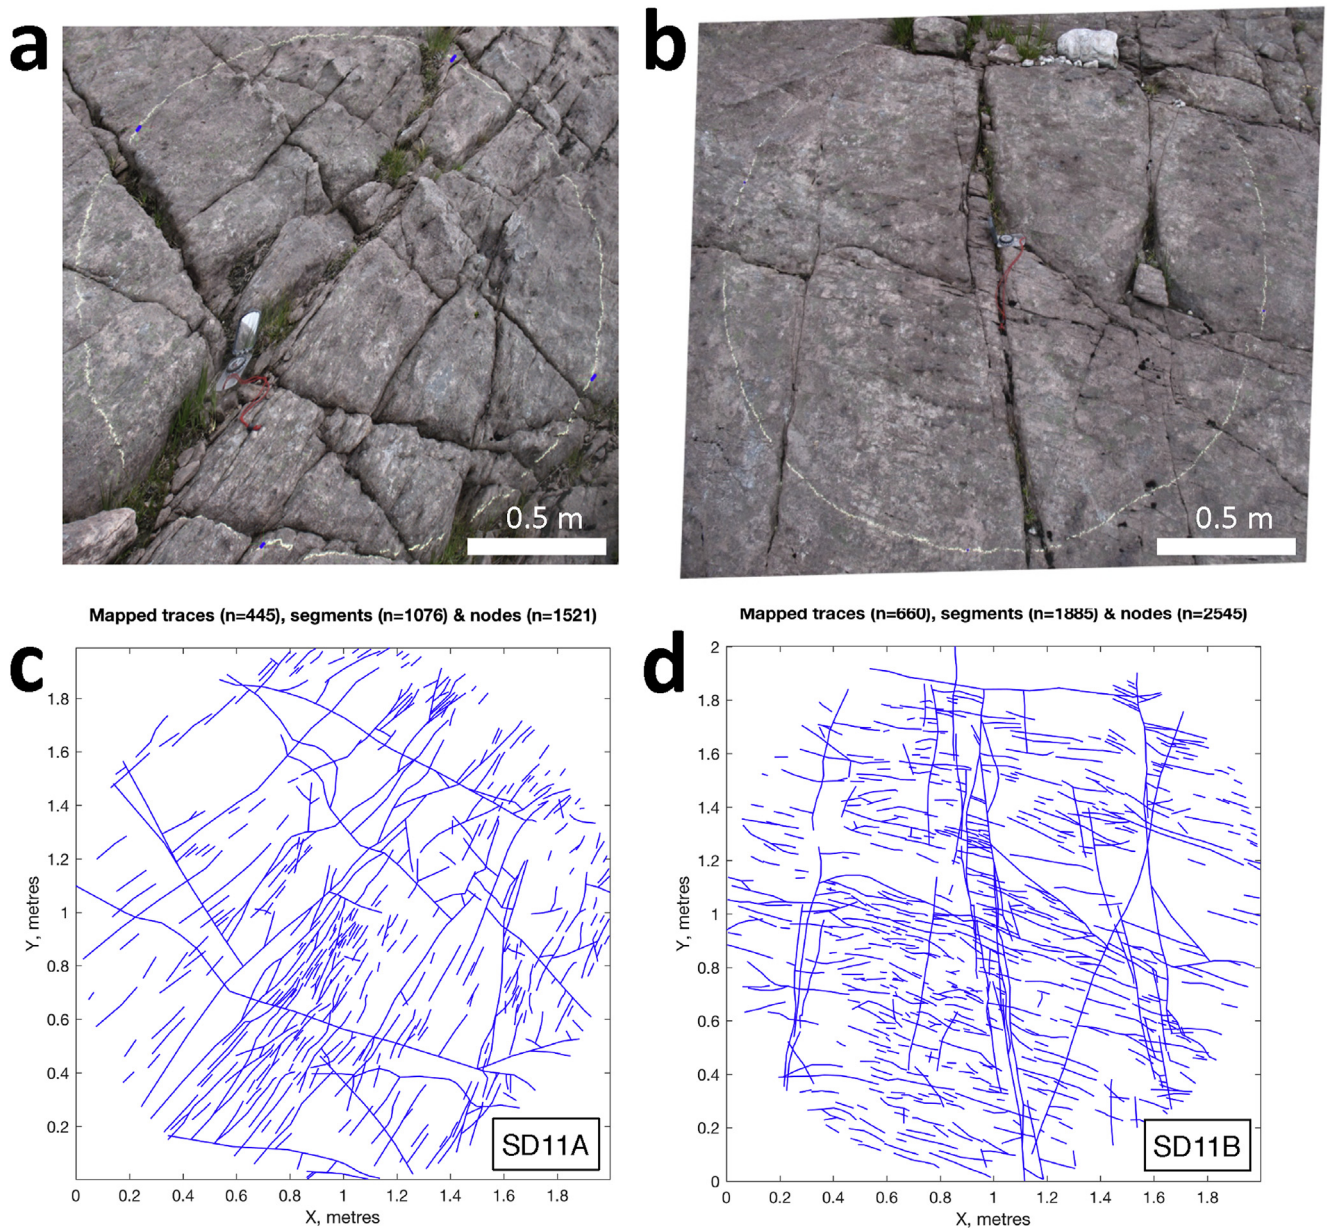 a
b
0.5 m
0.5 m
Mapped traces (n=445), segments (n=1076) & nodes (n=1521)
Mapped traces (n=660), segments (n=1885) & nodes (n=2545)
c
d
1.8
1.6
1.4
1.2
1
0.8
0.6
0.4
0.2
Y, metres
0.2
0.4
0.6
0.8
1
1.2
1.4
1.6
1.8
X, metres
SD11A
2
1.8
1.6
1.4
1.2
1
0.8
0.6
0.4
0.2
0
Y, metres
0
0.2
0.4
0.6
0.8
1
1.2
1.4
1.6
1.8
X, metres
SD11B